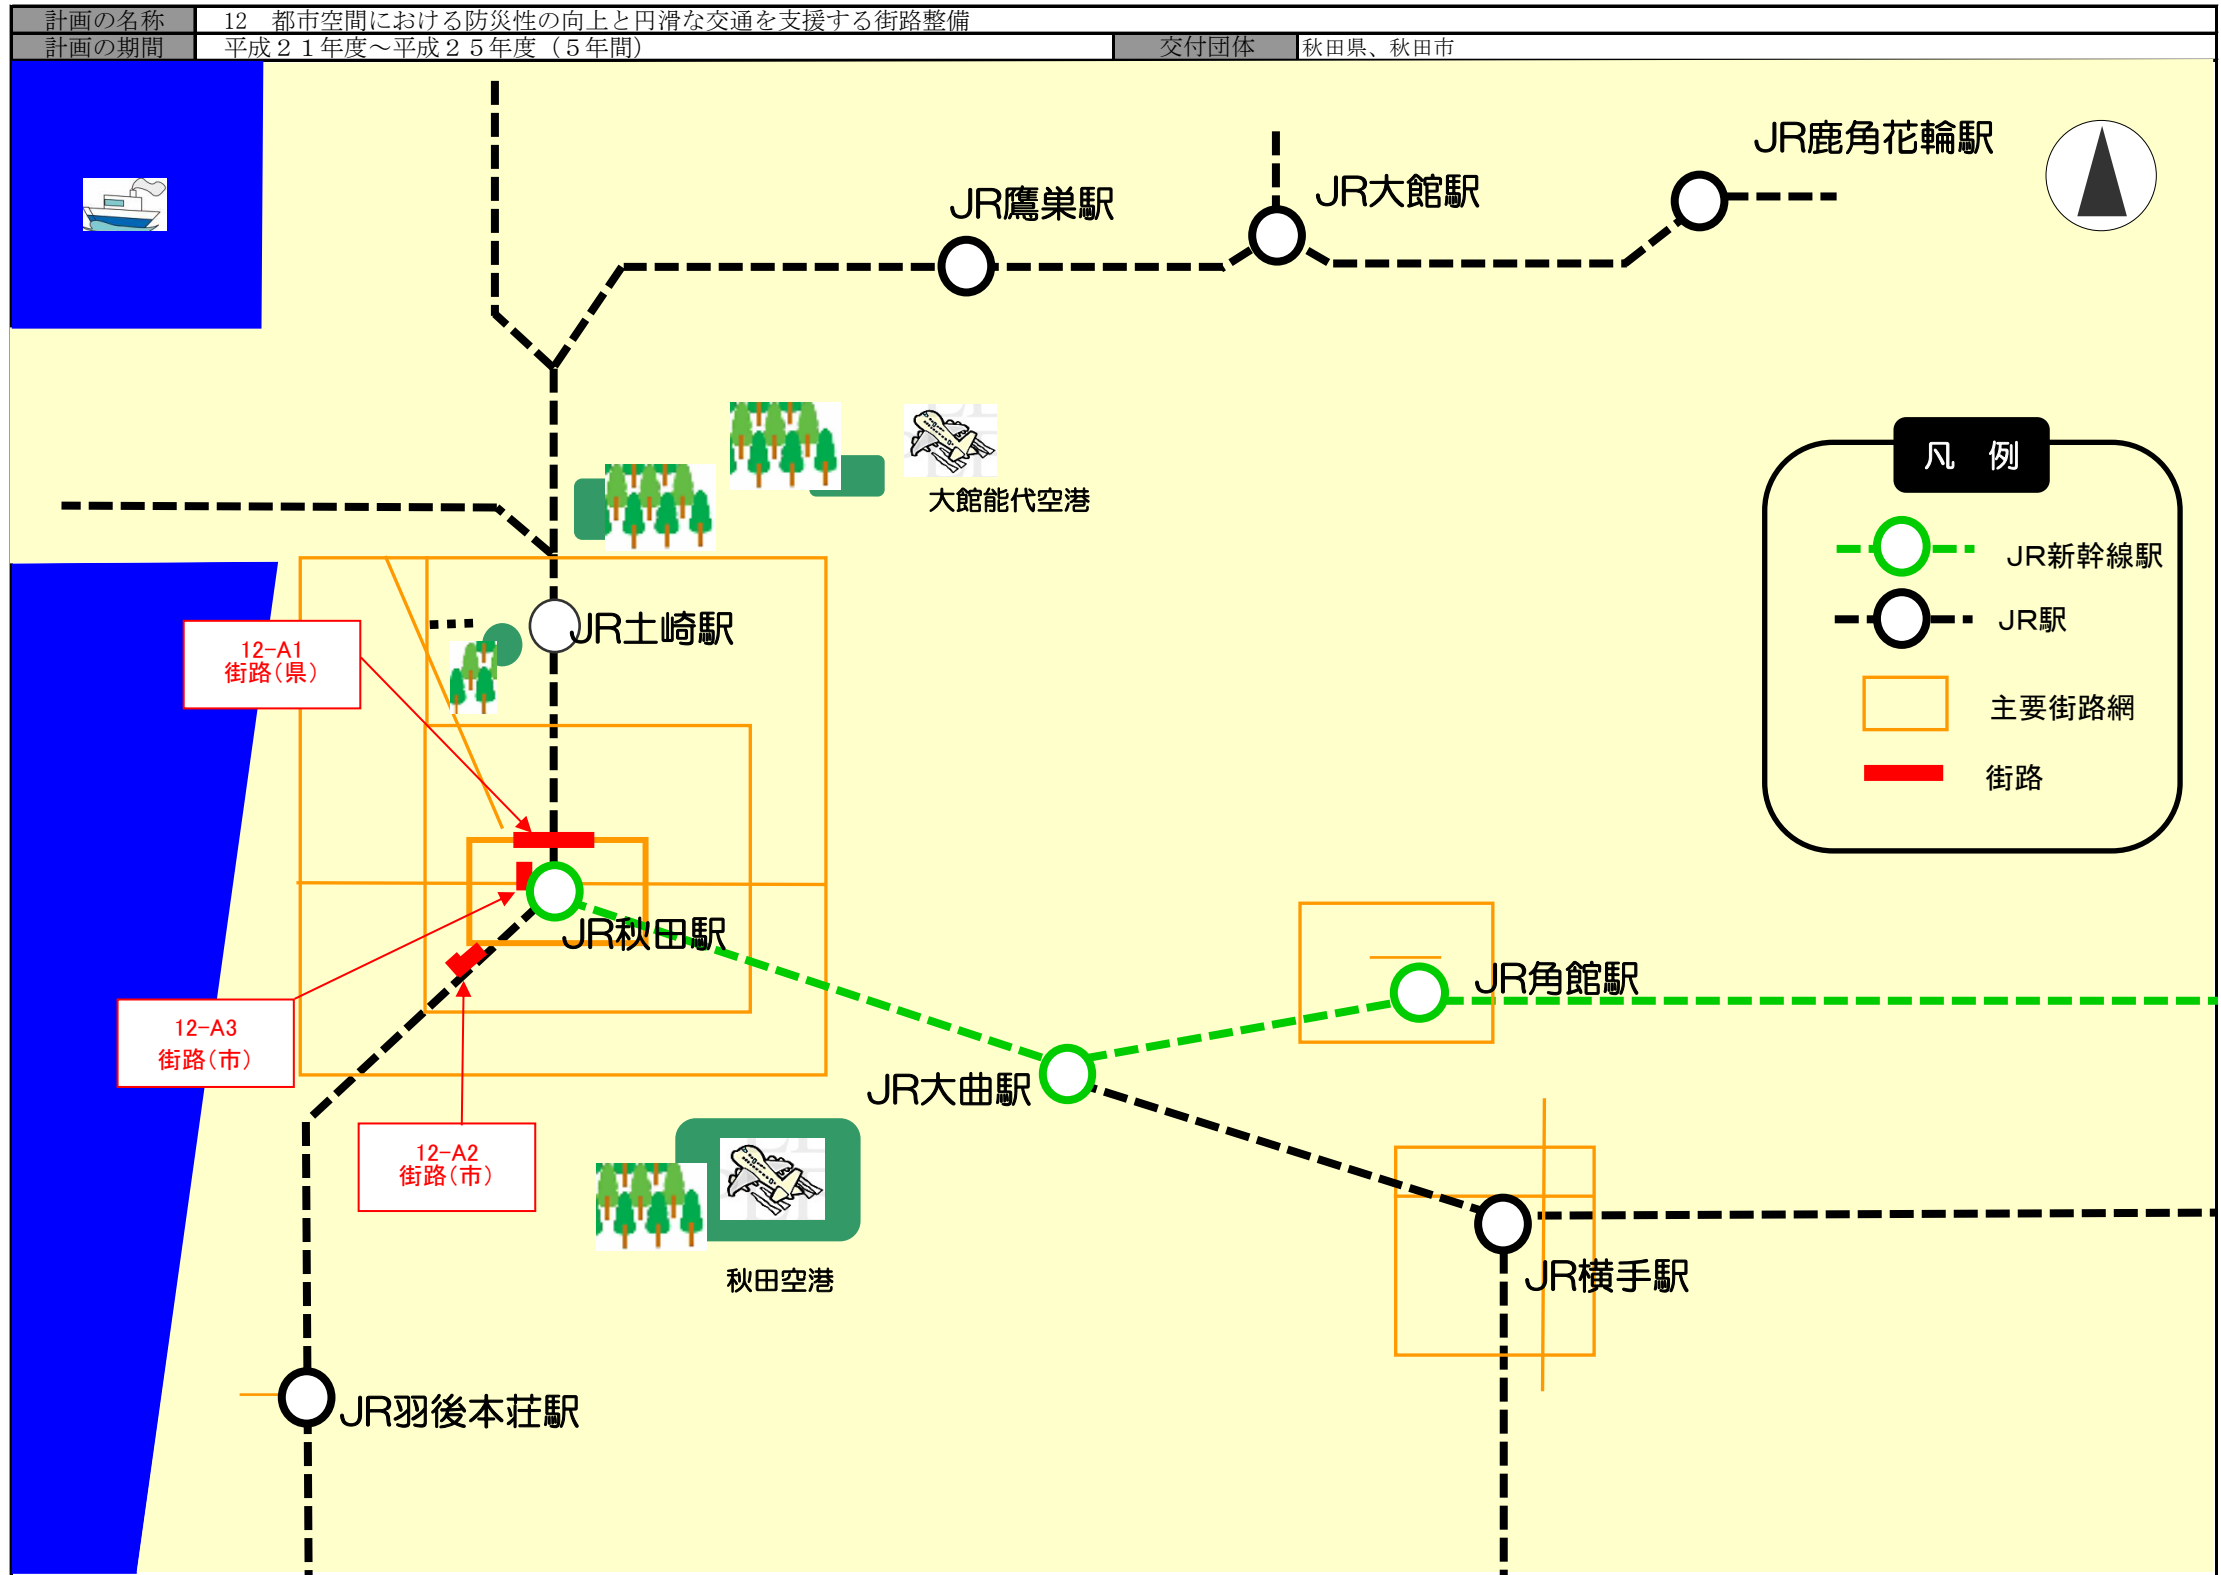 計画の名称
12　都市空間における防災性の向上と円滑な交通を支援する街路整備
計画の期間
平成２１年度～平成２５年度（５年間）
交付団体
秋田県、秋田市
JR鹿角花輪駅
JR大館駅
JR鷹巣駅
凡　例
JR新幹線駅
JR駅
主要街路網
街路
大館能代空港
JR土崎駅
12-A1
街路（県）
JR秋田駅
JR角館駅
12-A3
街路（市）
JR大曲駅
12-A2
街路（市）
秋田空港
JR横手駅
JR羽後本荘駅